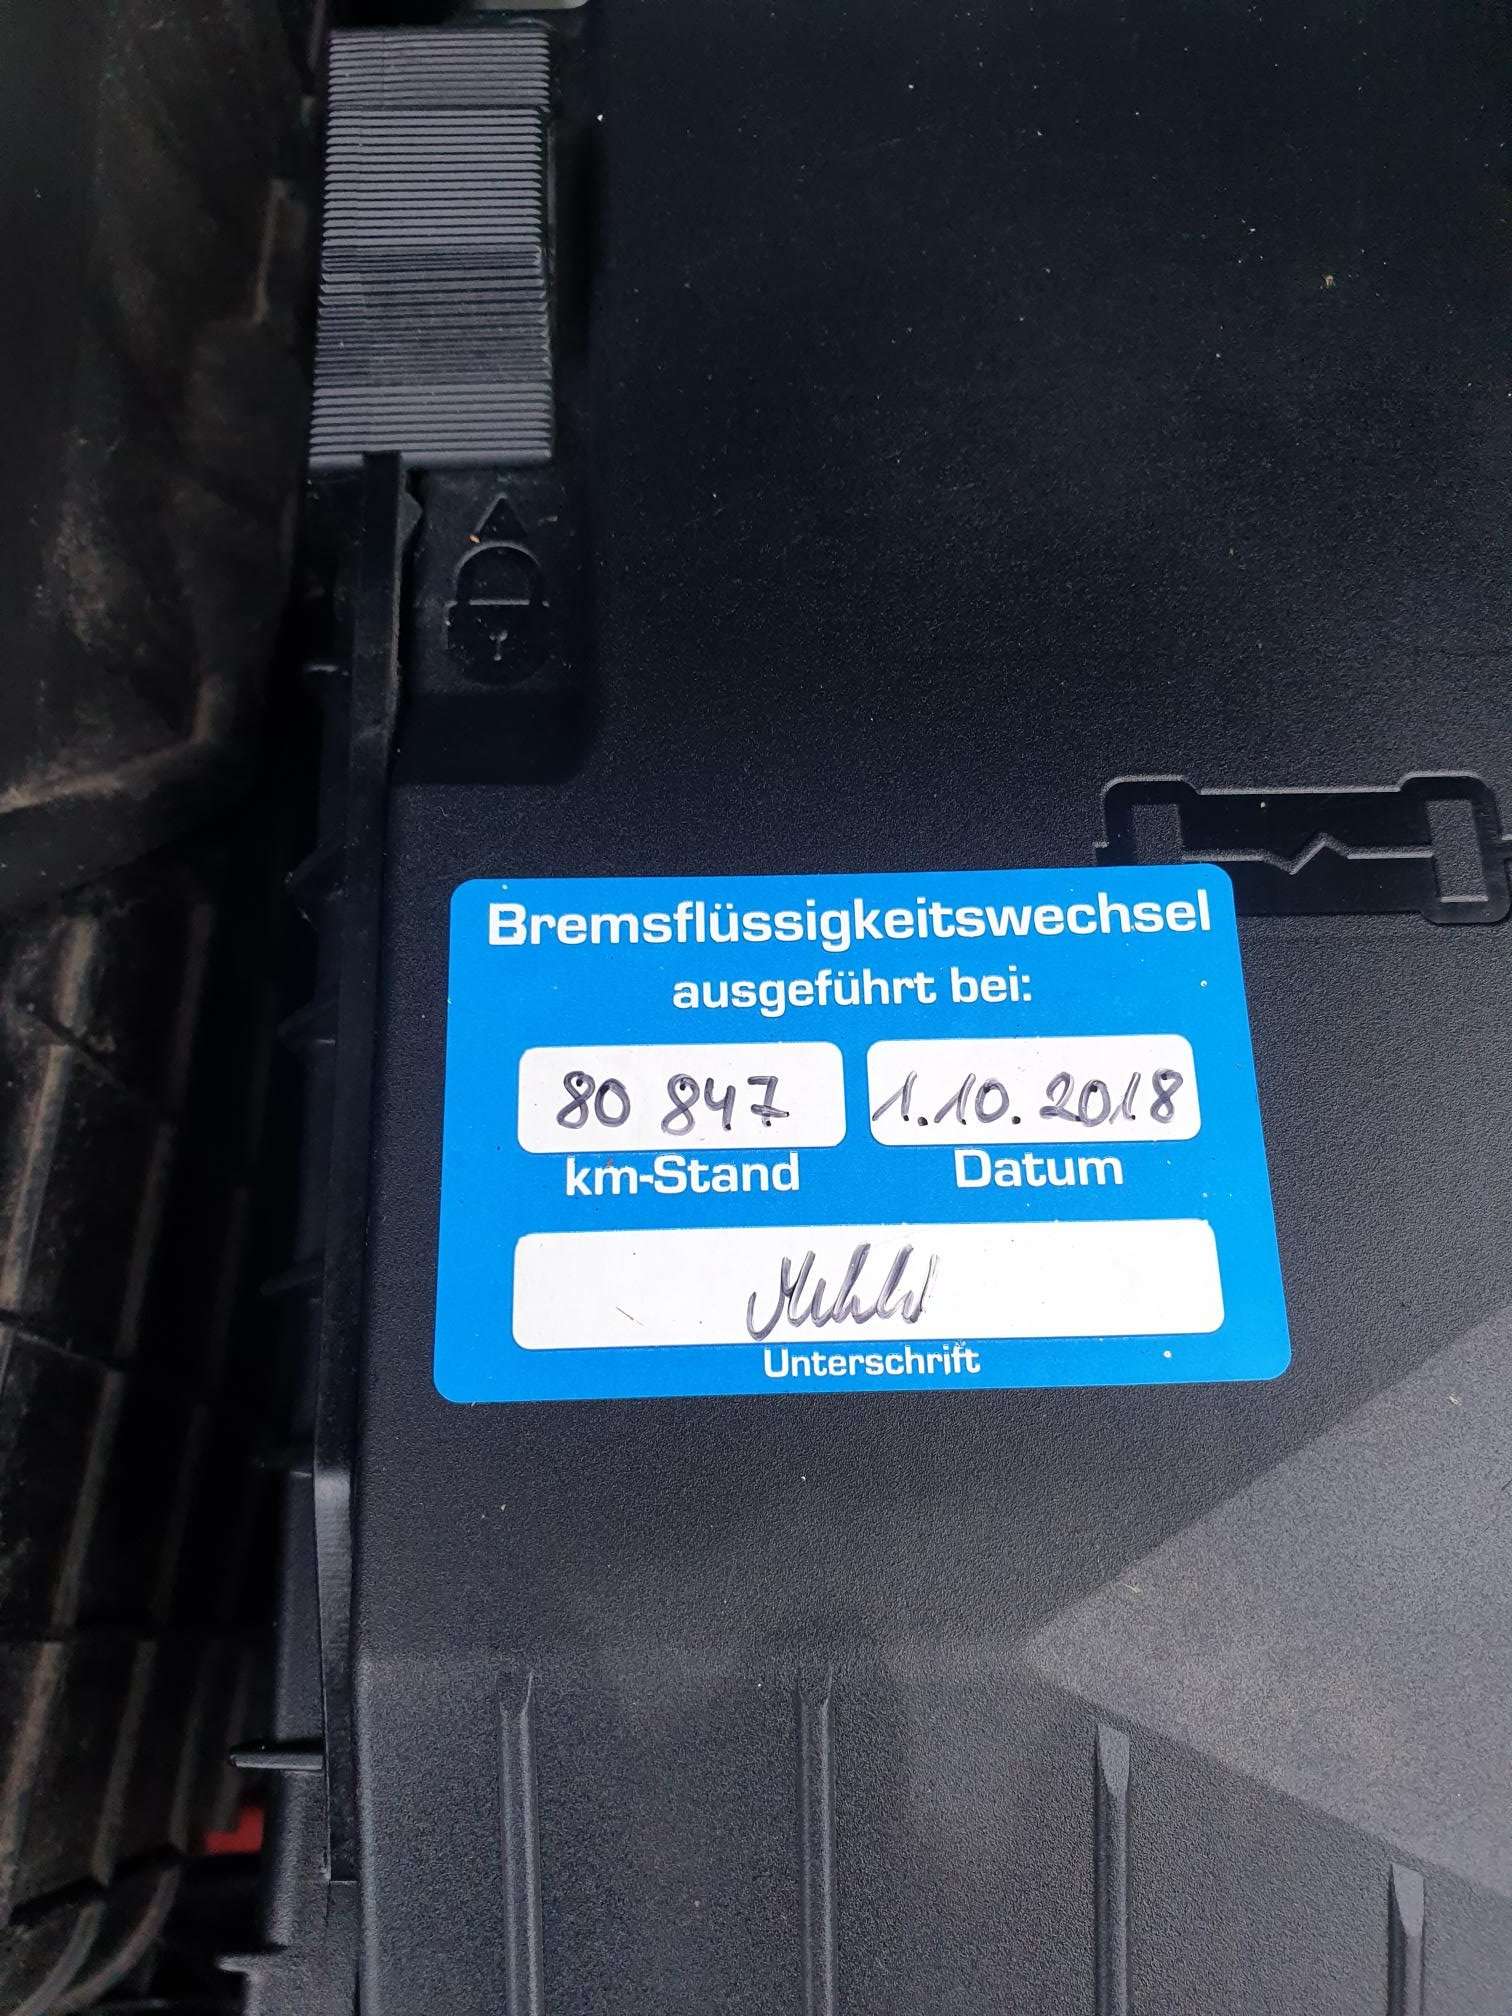 Bremsflüssigkeitswechsel
ausgeführt bei:
80 847 1.10.2018
km-Stand Datum
Unterschrift